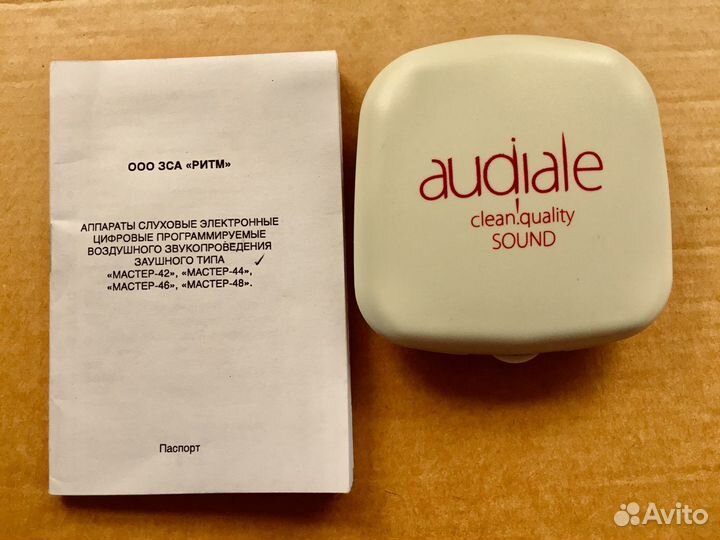 ООО ЗСА «РИТМ»
АППАРАТЫ СЛУХОВЫЕ ЭЛЕКТРОННЫЕ
ЦИФРОВЫЕ ПРОГРАММИРУЕМЫЕ
ВОЗДУШНОГО ЗВУКОПРОВЕДЕНИЯ
ЗАУШНОГО ТИПА
«МАСТЕР-42», «МАСТЕР-44»,
«МАСТЕР-46», «МАСТЕР-48».
Паспорт
audiale
clean!quality
SOUND
Avito